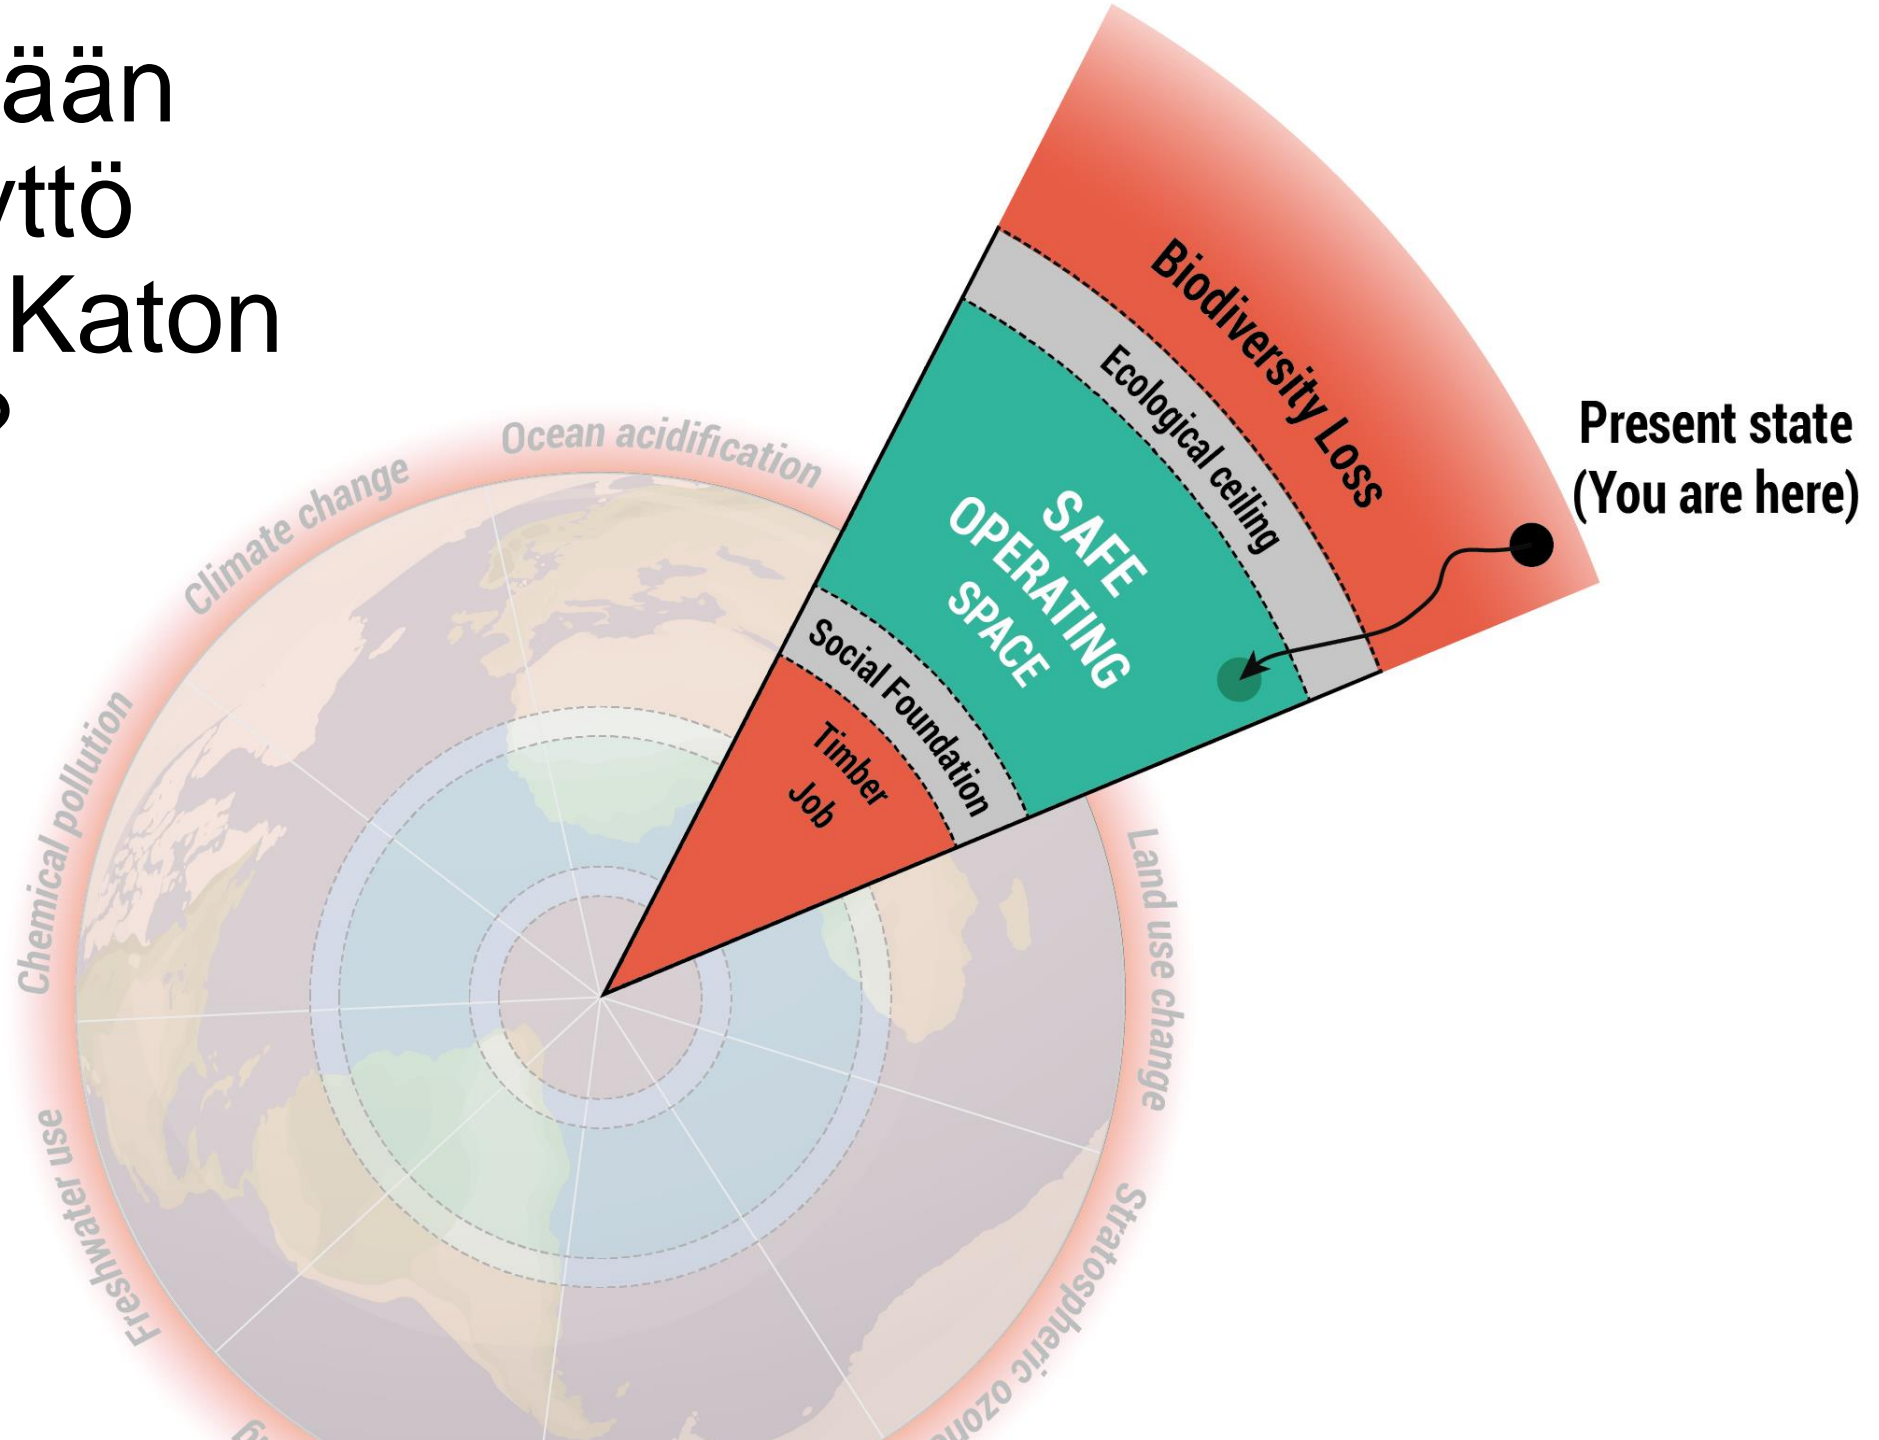 ään
yttö
Katon
?
Ocean acidification
Climate change
Chemical pollution
Freshwater use
Biodiversity Loss
Ecological ceiling
SAFE
OPERATING
SPACE
Social Foundation
Timber
Job
Present state
(You are here)
Land use change
Stratospheric ozone